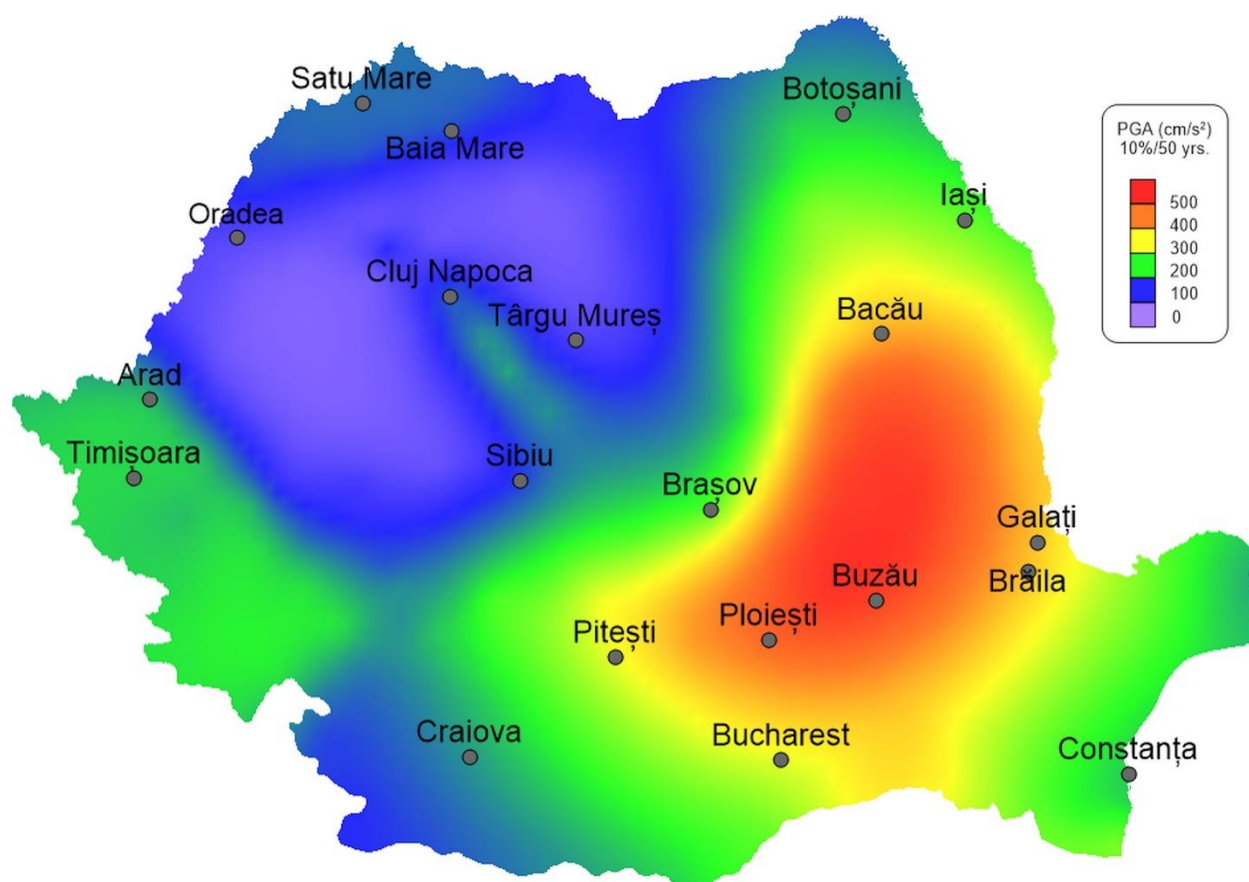 Satu Mare
Botoșani
PGA (cm/s²)
10%/50 yrs.
Baia Mare
500
400
300
200
100
0
Oradea
Iași
Cluj Napoca
Târgu Mureș
Bacău
Arad
Timișoara
Sibiu
Brașov
Galați
Buzău
Brăila
Ploiești
Pitești
Craiova
Bucharest
Constanța